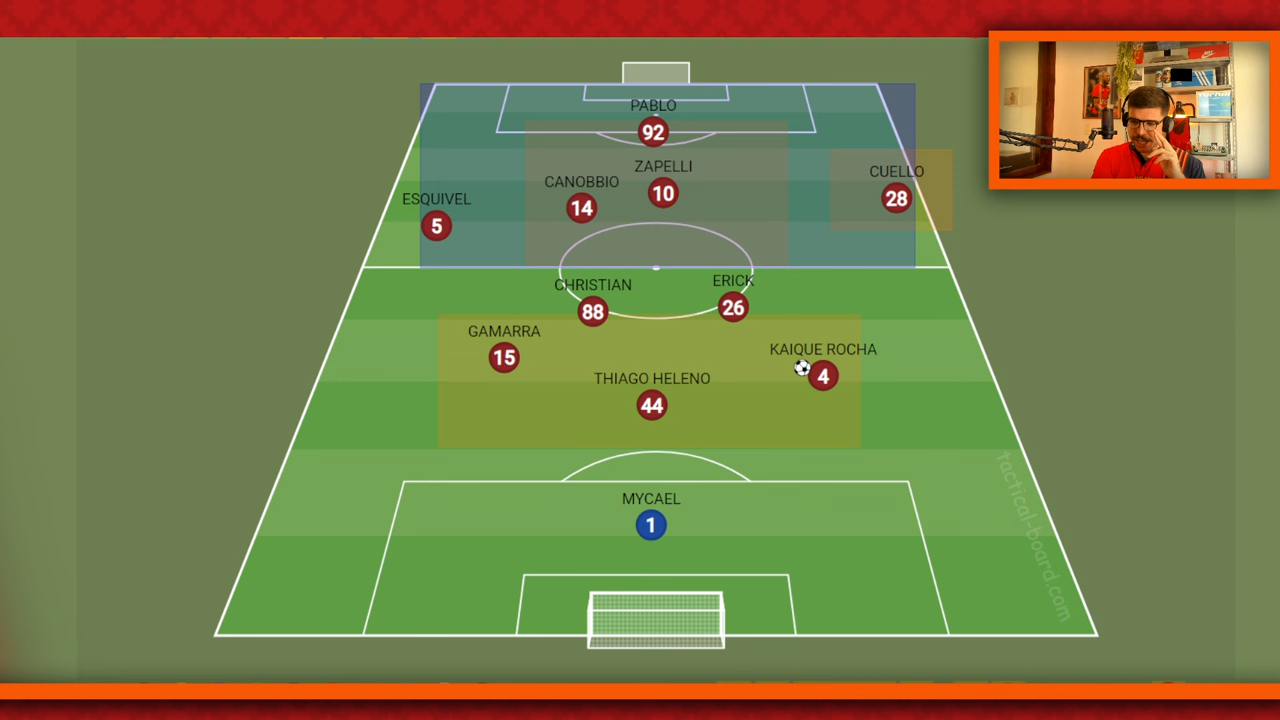 PABLO
92
ZAPELLI
10
CANOBBIO
14
CUELLO
28
ESQUIVEL
5
CHRISTIAN
88
ERICK
26
GAMARRA
15
KAIQUE ROCHA
4
THIAGO HELENO
44
MYCAEL
1
tactical-board.com